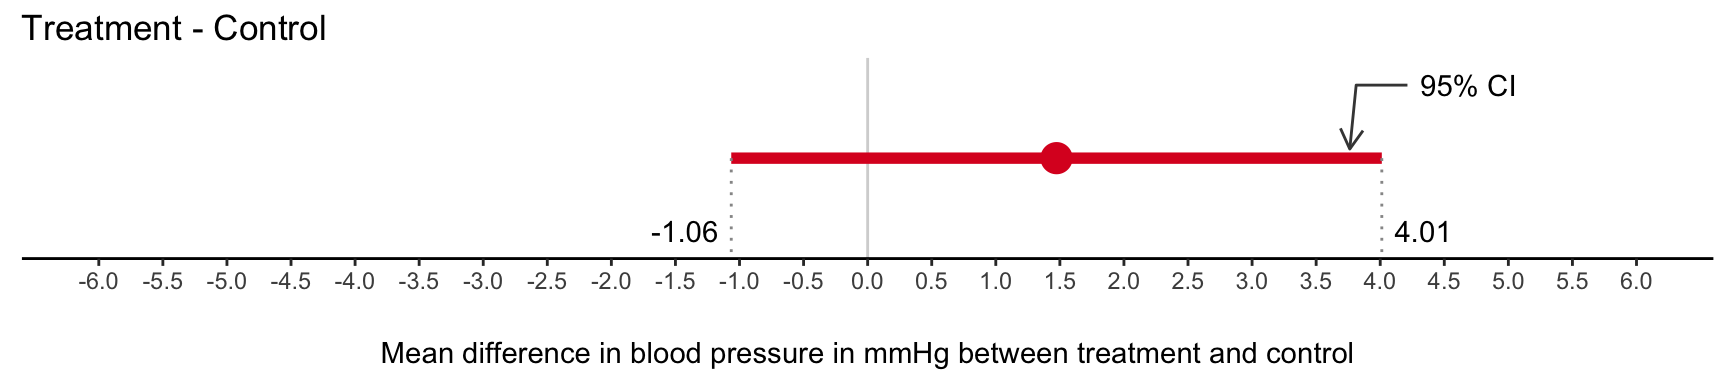 Treatment - Control
95% CI
-1.06
4.01
-6.0 -5.5 -5.0 -4.5 -4.0 -3.5 -3.0 -2.5 -2.0 -1.5 -1.0 -0.5 0.0 0.5 1.0 1.5 2.0 2.5 3.0 3.5 4.0 4.5 5.0 5.5 6.0
Mean difference in blood pressure in mmHg between treatment and control